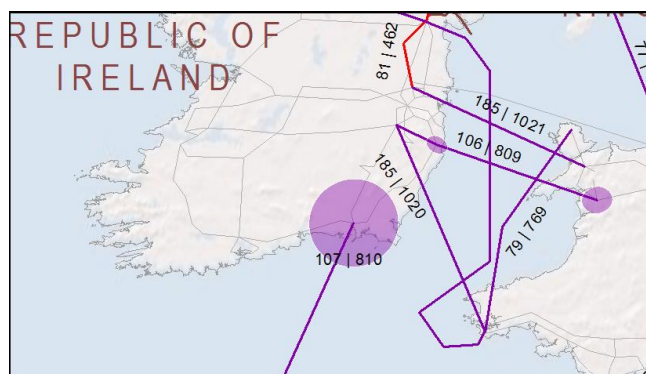 REPUBLIC OF
IRELAND
81 | 462
185 | 1021
106 | 809
185 | 1020
79 | 769
107 | 810